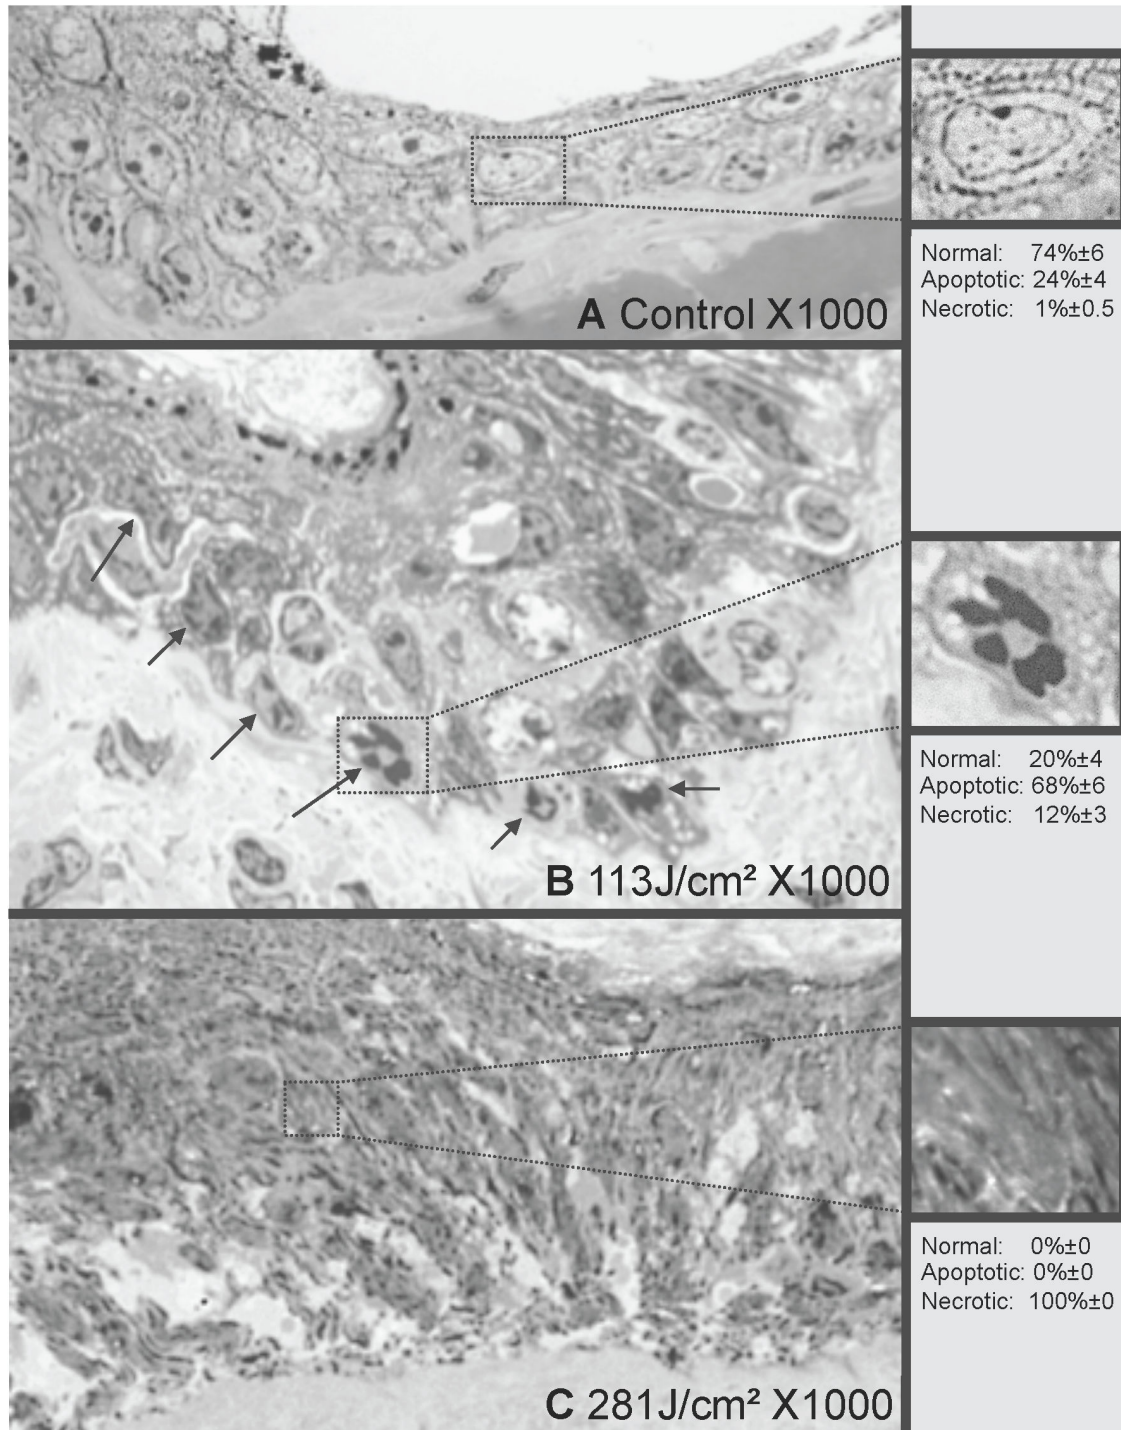 A Control X1000
Normal: 74%±6
Apoptotic: 24%±4
Necrotic: 1%±0.5
B 113J/cm² X1000
Normal: 20%±4
Apoptotic: 68%±6
Necrotic: 12%±3
C 281J/cm² X1000
Normal: 0%±0
Apoptotic: 0%±0
Necrotic: 100%±0